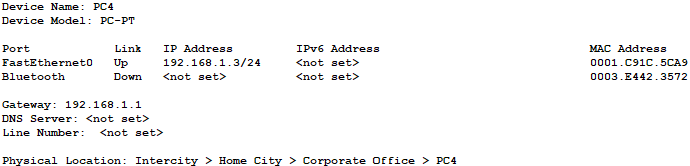 Device Name: PC4
Device Model: PC-PT

Port Link IP Address IPv6 Address MAC Address
FastEthernet0 Up 192.168.1.3/24 <not set> 0001.C91C.5CA9
Bluetooth Down <not set> <not set> 0003.E442.3572

Gateway: 192.168.1.1
DNS Server: <not set>
Line Number: <not set>

Physical Location: Intercity > Home City > Corporate Office > PC4